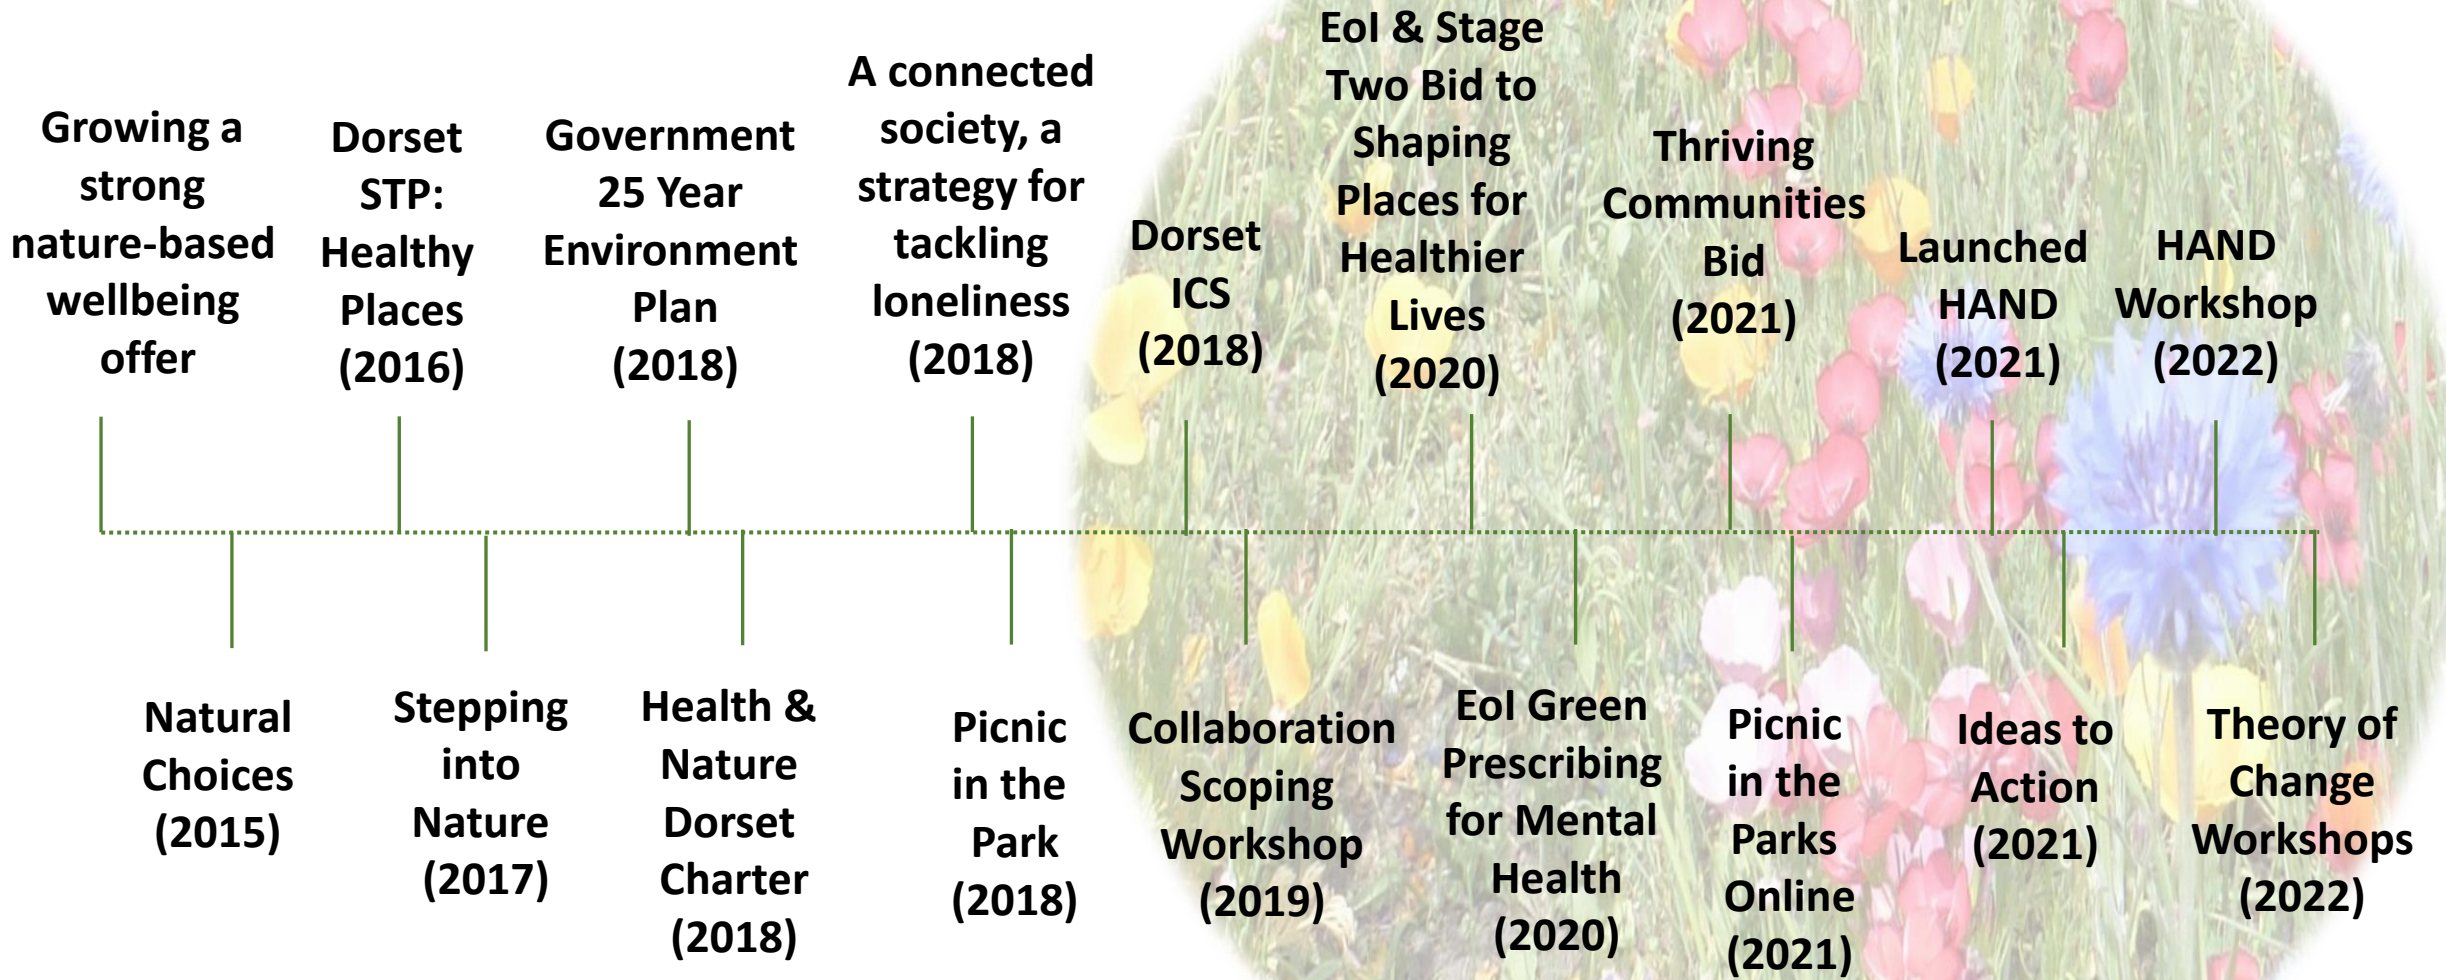 Growing a
strong
nature-based
wellbeing
offer
Dorset
STP:
Healthy
Places
(2016)
Government
25 Year
Environment
Plan
(2018)
A connected
society, a
strategy for
tackling
loneliness
(2018)
Dorset
ICS
(2018)
EoI & Stage
Two Bid to
Shaping
Places for
Healthier
Lives
(2020)
Thriving
Communities
Bid
(2021)
Launched
HAND
(2021)
HAND
Workshop
(2022)
Natural
Choices
(2015)
Stepping
into
Nature
(2017)
Health &
Nature
Dorset
Charter
(2018)
Picnic
in the
Park
(2018)
Collaboration
Scoping
Workshop
(2019)
EoI Green
Prescribing
for Mental
Health
(2020)
Picnic
in the
Parks
Online
(2021)
Ideas to
Action
(2021)
Theory of
Change
Workshops
(2022)